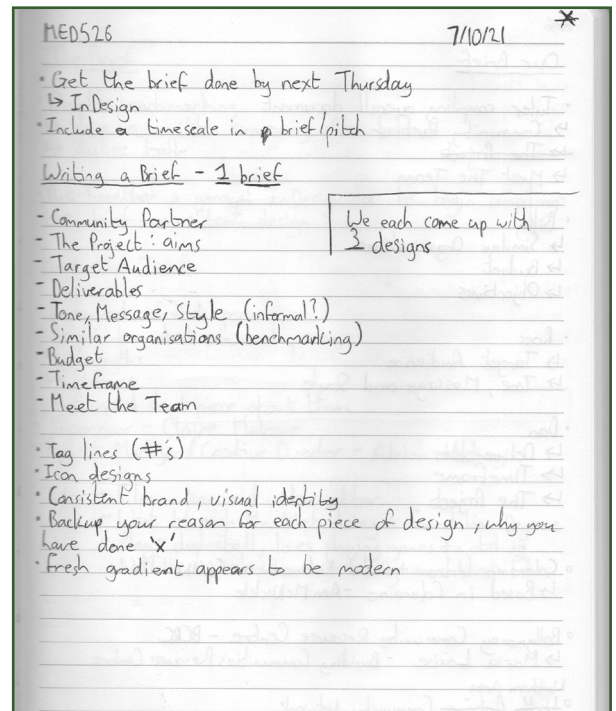 MED526 7/10/21
• Get the brief done by next Thursday
↳ InDesign
• Include a timescale in brief/pitch
Writing a Brief - 1 brief
- Community Partner
- The Project : aims
- Target Audience
- Deliverables
- Tone, Message, Style (informal?)
- Similar organisations (benchmarking)
- Budget
- Timeframe
- Meet the Team
We each come up with
3 designs
• Tag lines (#'s)
• Icon designs
• Consistent brand, visual identity
• Backup your reason for each piece of design, why you
have done 'x'
• Fresh gradient appears to be modern